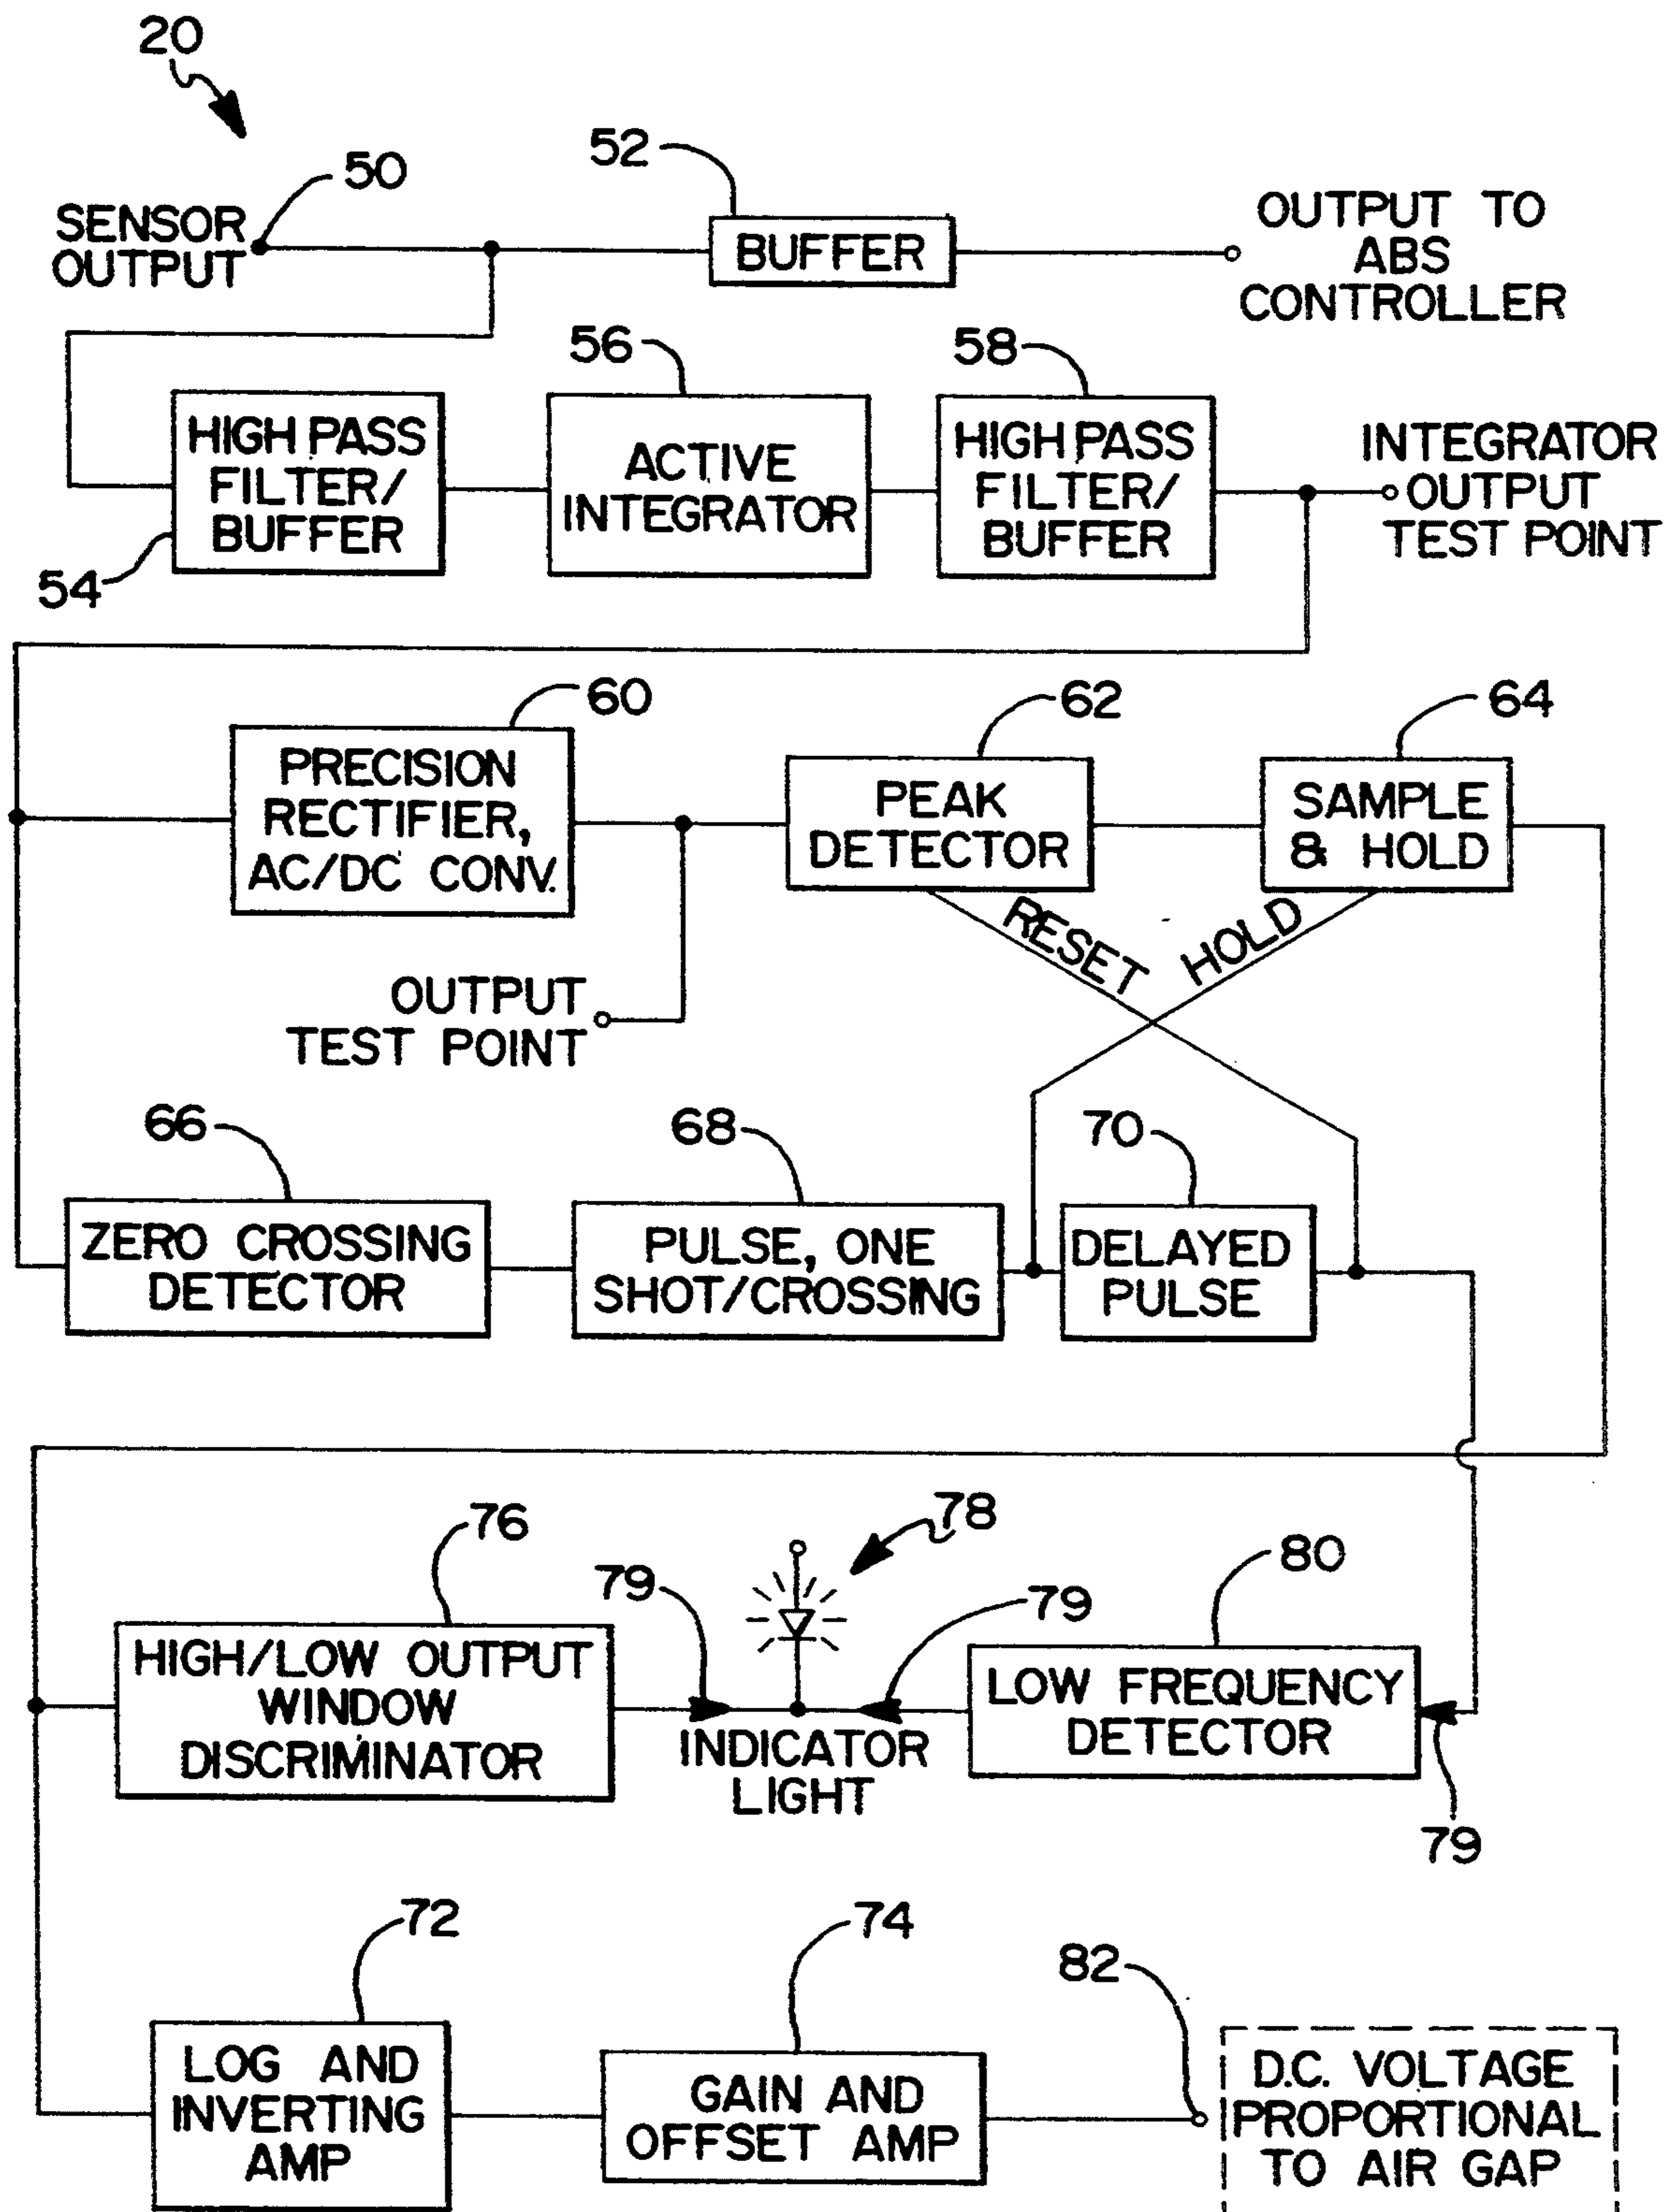 20
50
52
SENSOR
OUTPUT
BUFFER
OUTPUT TO
ABS
CONTROLLER
56
58
HIGH PASS
FILTER/
BUFFER
54
ACTIVE
INTEGRATOR
HIGH PASS
FILTER/
BUFFER
INTEGRATOR
OUTPUT
TEST POINT
60
62
64
PRECISION
RECTIFIER,
AC/DC CONV.
PEAK
DETECTOR
SAMPLE
& HOLD
RESET
HOLD
OUTPUT
TEST POINT
66
68
70
ZERO CROSSING
DETECTOR
PULSE, ONE
SHOT/CROSSING
DELAYED
PULSE
76
78
79
79
80
HIGH/LOW OUTPUT
WINDOW
DISCRIMINATOR
INDICATOR
LIGHT
LOW FREQUENCY
DETECTOR
79
72
74
82
LOG AND
INVERTING
AMP
GAIN AND
OFFSET AMP
D.C. VOLTAGE
PROPORTIONAL
TO AIR GAP